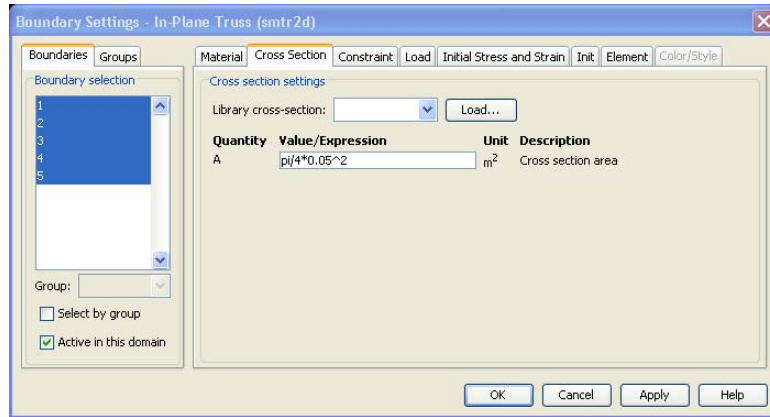 Boundary Settings - In-Plane Truss (smtr2d)
Boundaries Groups
Boundary selection
1
2
3
4
5
Group:
Select by group
Active in this domain
Material Cross Section Constraint Load Initial Stress and Strain Init Element Color/Style
Cross section settings
Library cross-section: Load...
Quantity Value/Expression Unit Description
A pi/4*0.05^2 m² Cross section area
OK Cancel Apply Help